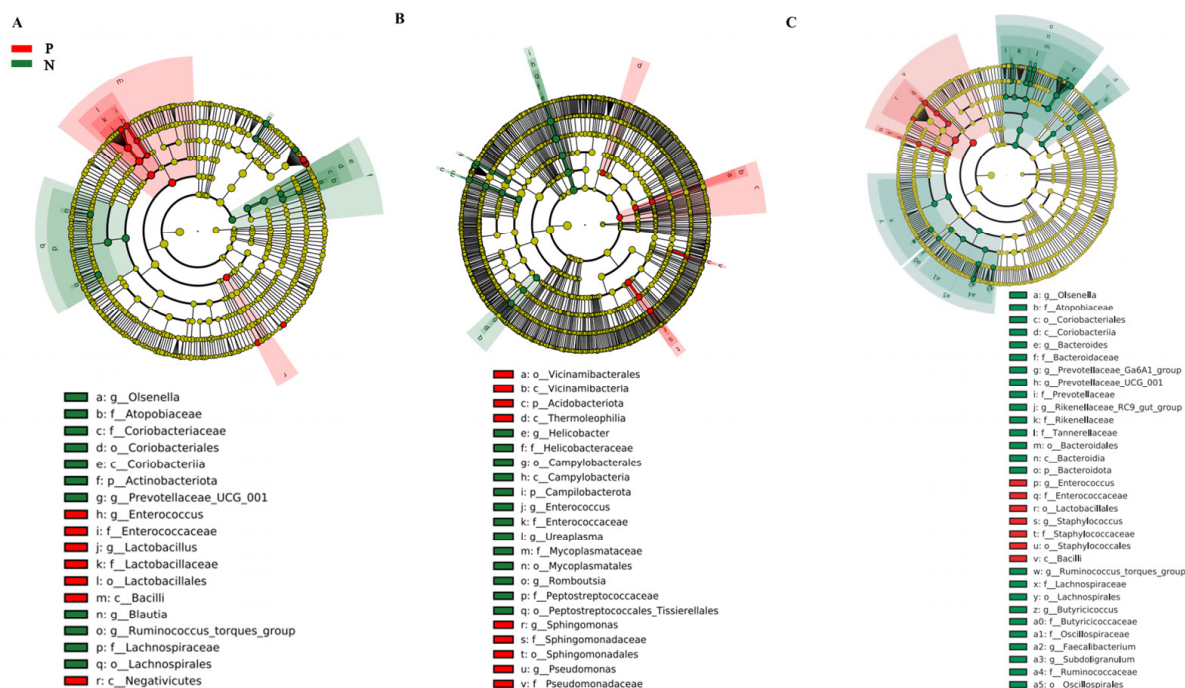 A
P
N
m
l
k
e
d
c
b
f
p
r
a: g__Olsenella
b: f__Atopobiaceae
c: f__Coriobacteriaceae
d: o__Coriobacteriales
e: c__Coriobacteriia
f: p__Actinobacteriota
g: g__Prevotellaceae_UCG_001
h: g__Enterococcus
i: f__Enterococcaceae
j: g__Lactobacillus
k: f__Lactobacillaceae
l: o__Lactobacillales
m: c__Bacilli
n: g__Blautia
o: g__Ruminococcus_torques_group
p: f__Lachnospiraceae
q: o__Lachnospirales
r: c__Negativicutes
B
d
a
b
c
a: o__Vicinamibacterales
b: c__Vicinamibacteria
c: p__Acidobacteriota
d: c__Thermoleophilia
e: g__Helicobacter
f: f__Helicobacteraceae
g: o__Campylobacterales
h: c__Campylobacteria
i: p__Campilobacterota
j: g__Enterococcus
k: f__Enterococcaceae
l: g__Ureaplasma
m: f__Mycoplasmataceae
n: o__Mycoplasmatales
o: g__Romboutsia
p: f__Peptostreptococcaceae
q: o__Peptostreptococcales_Tissierellales
r: g__Sphingomonas
s: f__Sphingomonadaceae
t: o__Sphingomonadales
u: g__Pseudomonas
v: f__Pseudomonadaceae
C
o
n
m
k
a: g__Olsenella
b: f__Atopobiaceae
c: o__Coriobacteriales
d: c__Coriobacteriia
e: g__Bacteroides
f: f__Bacteroidaceae
g: g__Prevotellaceae_Ga6A1_group
h: g__Prevotellaceae_UCG_001
i: f__Prevotellaceae
j: g__Rikenellaceae_RC9_gut_group
k: f__Rikenellaceae
l: f__Tannerellaceae
m: o__Bacteroidales
n: c__Bacteroidia
o: p__Bacteroidota
p: g__Enterococcus
q: f__Enterococcaceae
r: o__Lactobacillales
s: g__Staphylococcus
t: f__Staphylococcaceae
u: o__Staphylococcales
v: c__Bacilli
w: g__Ruminococcus_torques_group
x: f__Lachnospiraceae
y: o__Lachnospirales
z: g__Butyricicoccus
a0: f__Butyricicoccaceae
a1: f__Oscillospiraceae
a2: g__Faecalibacterium
a3: g__Subdoligranulum
a4: f__Ruminococcaceae
a5: o__Oscillospirales